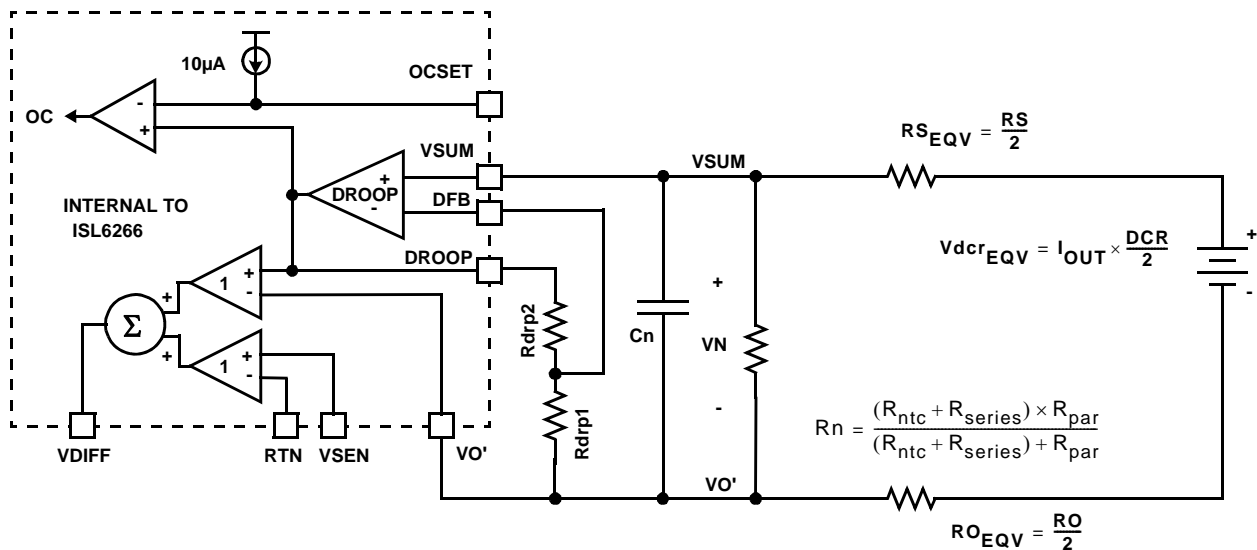 10µA
OCSET
OC
-
+
RS_EQV = RS/2
VSUM
VSUM
+
DROOP
-
DFB
INTERNAL TO
ISL6266
+
Vdcr_EQV = I_OUT × DCR/2
-
DROOP
+
1
-
+
Σ
+
Rdrp2
Cn
+
VN
-
+
1
-
Rdrp1
Rn = (R_ntc + R_series) × R_par / (R_ntc + R_series) + R_par
VDIFF
RTN
VSEN
VO'
VO'
RO_EQV = RO/2